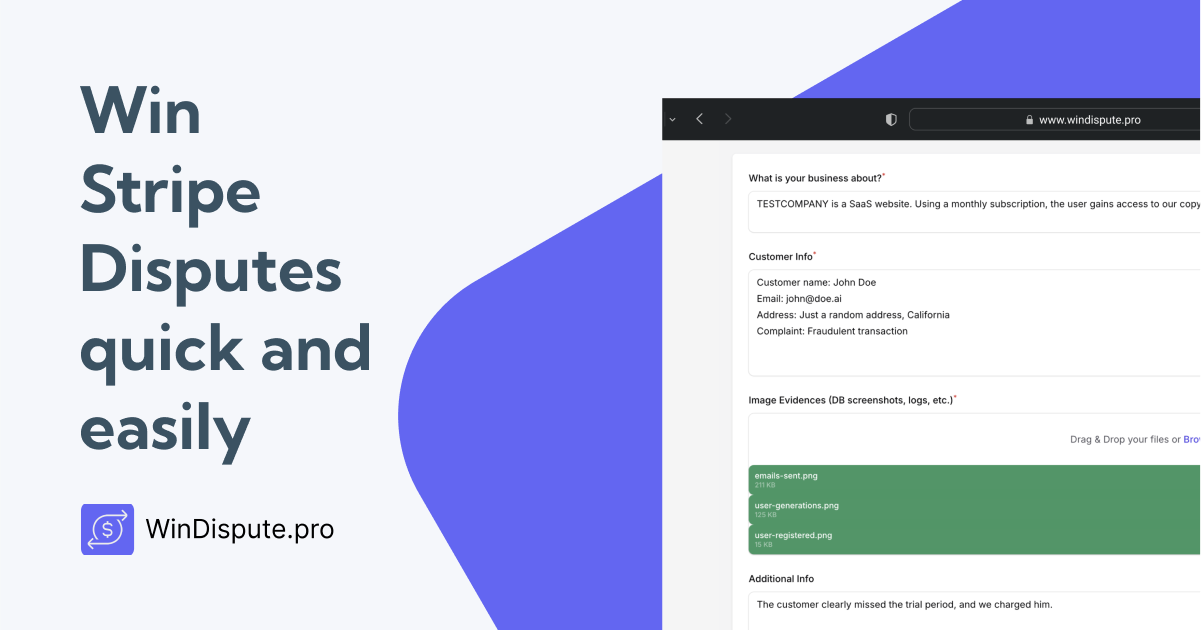 Win
Stripe
Disputes
quick and
easily
WinDispute.pro
www.windispute.pro
What is your business about?*
TESTCOMPANY is a SaaS website. Using a monthly subscription, the user gains access to our copy
Customer Info*
Customer name: John Doe
Email: john@doe.ai
Address: Just a random address, California
Complaint: Fraudulent transaction
Image Evidences (DB screenshots, logs, etc.)*
Drag & Drop your files or Bro
emails-sent.png
211 KB
user-generations.png
125 KB
user-registered.png
15 KB
Additional Info
The customer clearly missed the trial period, and we charged him.